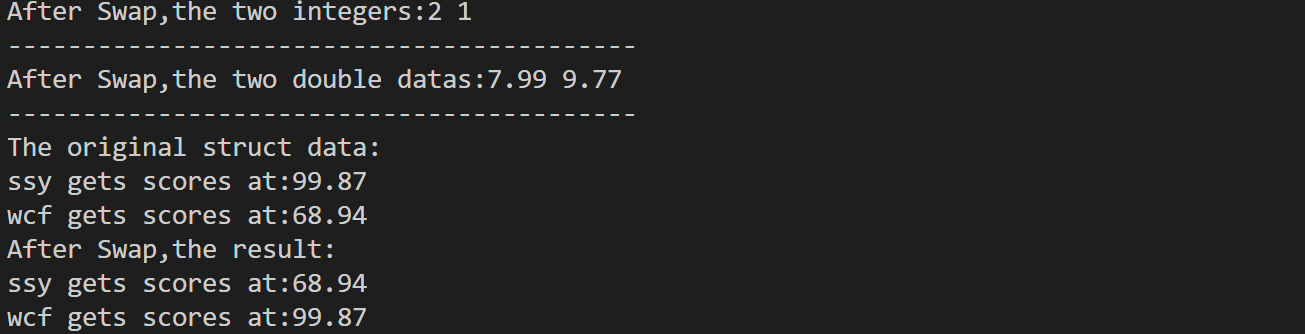 After Swap,the two integers:2 1
------------------------------------------
After Swap,the two double datas:7.99 9.77
------------------------------------------
The original struct data:
ssy gets scores at:99.87
wcf gets scores at:68.94
After Swap,the result:
ssy gets scores at:68.94
wcf gets scores at:99.87